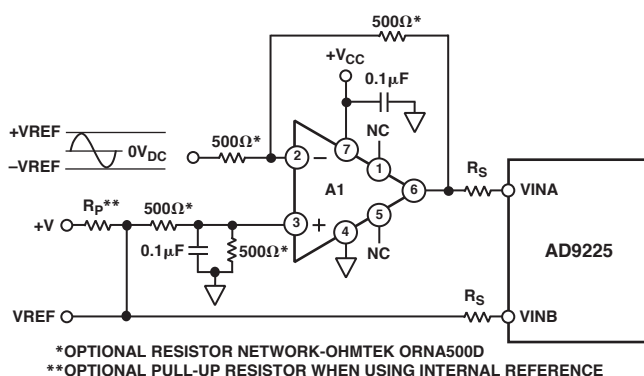 500Ω*
+VCC
0.1µF
+VREF
0VDC
–VREF
500Ω*
NC
2
–
7
1
A1
6
RS
VINA
RP**
500Ω*
+V
3
+
5
4
0.1µF
500Ω*
NC
AD9225
VREF
RS
VINB
*OPTIONAL RESISTOR NETWORK-OHMTEK ORNA500D
**OPTIONAL PULL-UP RESISTOR WHEN USING INTERNAL REFERENCE